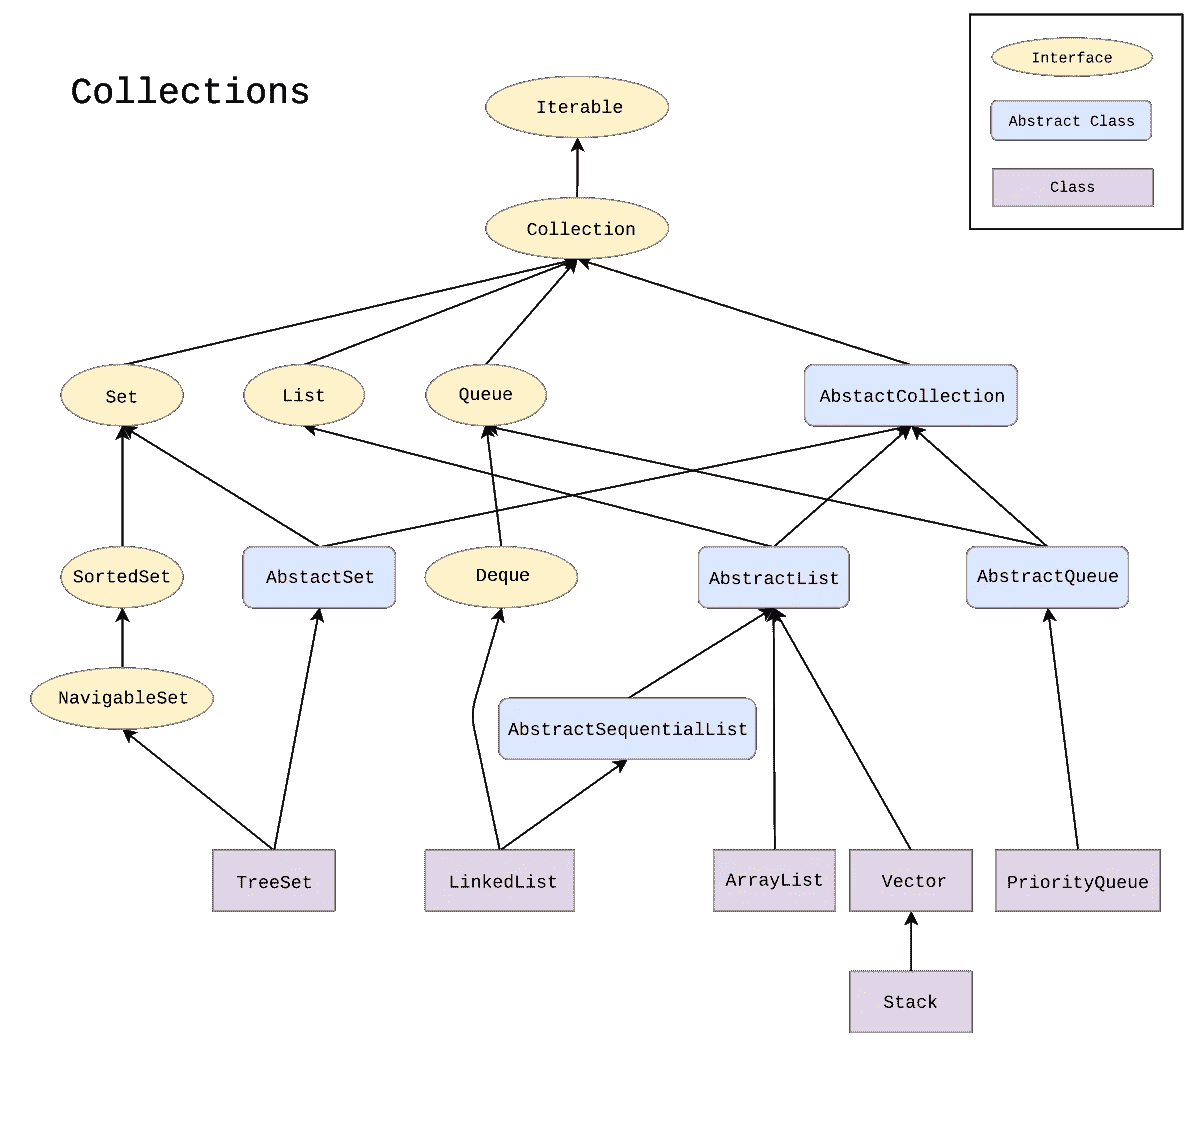 Collections
Interface
Abstract Class
Class
Iterable
Collection
Set
List
Queue
AbstactCollection
SortedSet
AbstactSet
Deque
AbstractList
AbstractQueue
NavigableSet
AbstractSequentialList
TreeSet
LinkedList
ArrayList
Vector
PriorityQueue
Stack